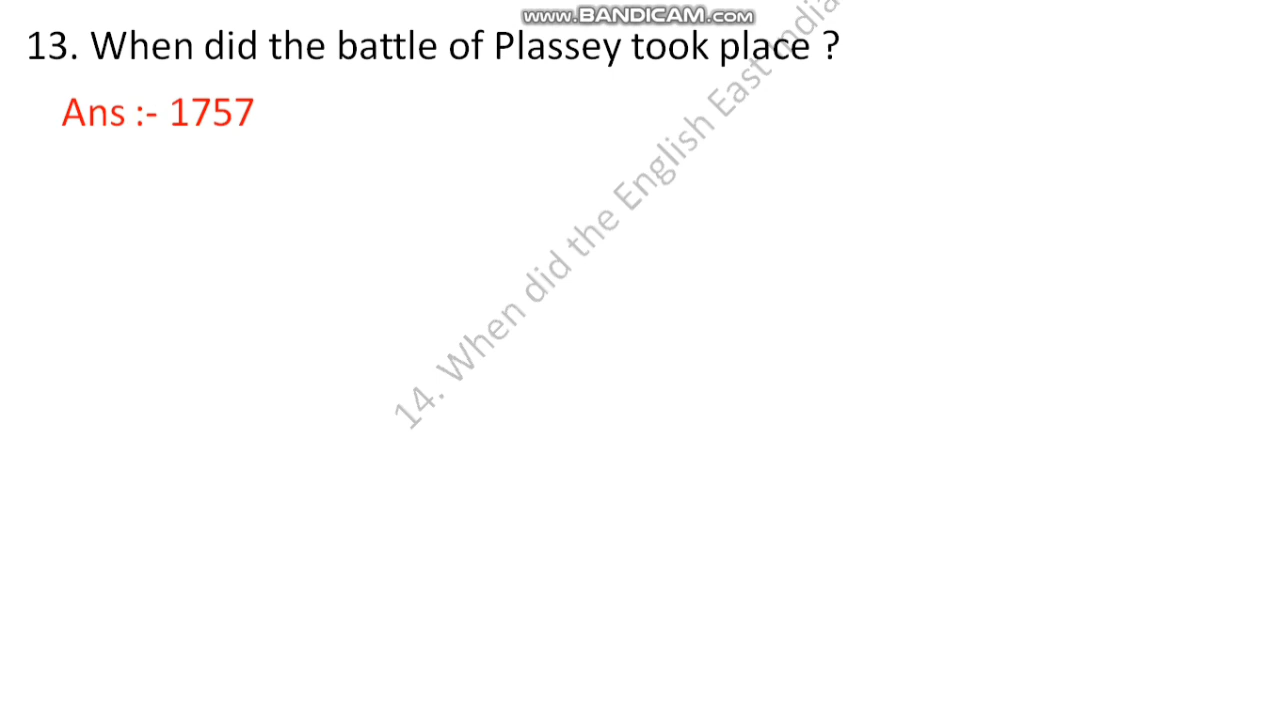 www.BANDICAM.com
13. When did the battle of Plassey took place ?
Ans :- 1757
14. When did the English East India